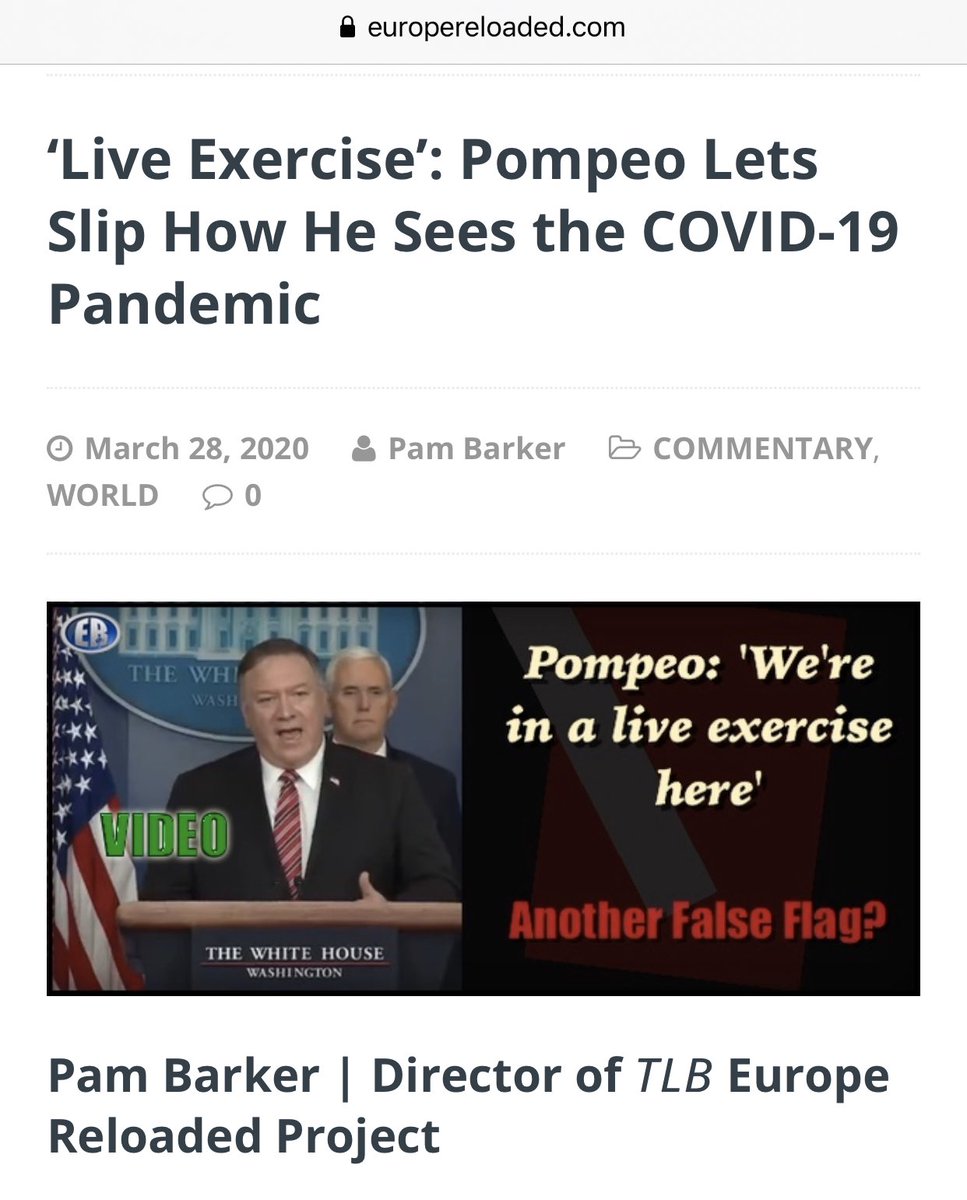 europereloaded.com
‘Live Exercise’: Pompeo Lets
Slip How He Sees the COVID-19
Pandemic
March 28, 2020 Pam Barker COMMENTARY,
WORLD 0
EB
THE WHI
WASH
VIDEO
THE WHITE HOUSE
WASHINGTON
Pompeo: 'We're
in a live exercise
here'
Another False Flag?
Pam Barker | Director of TLB Europe
Reloaded Project